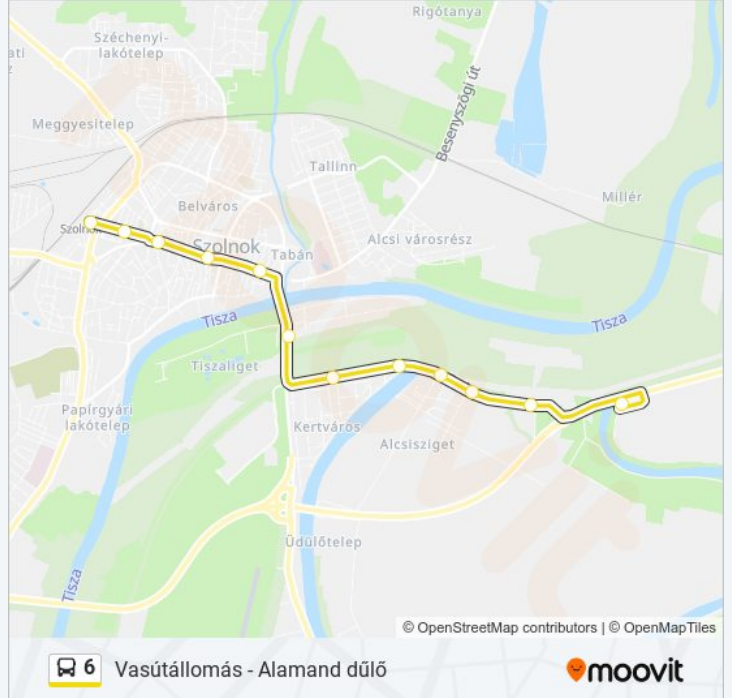 Rigótanya
Széchenyi-
lakótelep
ati
z
Besenyszögi út
Meggyesitelep
Tallinn
Millér
Belváros
Szolnok
Szolnok
Tabán
Alcsi városrész
Tisza
Tisza
Tiszaliget
Papírgyári
lakótelep
Kertváros
Alcsisziget
Üdülőtelep
Tisza
© OpenStreetMap contributors | © OpenMapTiles
6 Vasútállomás - Alamand dűlő
moovit